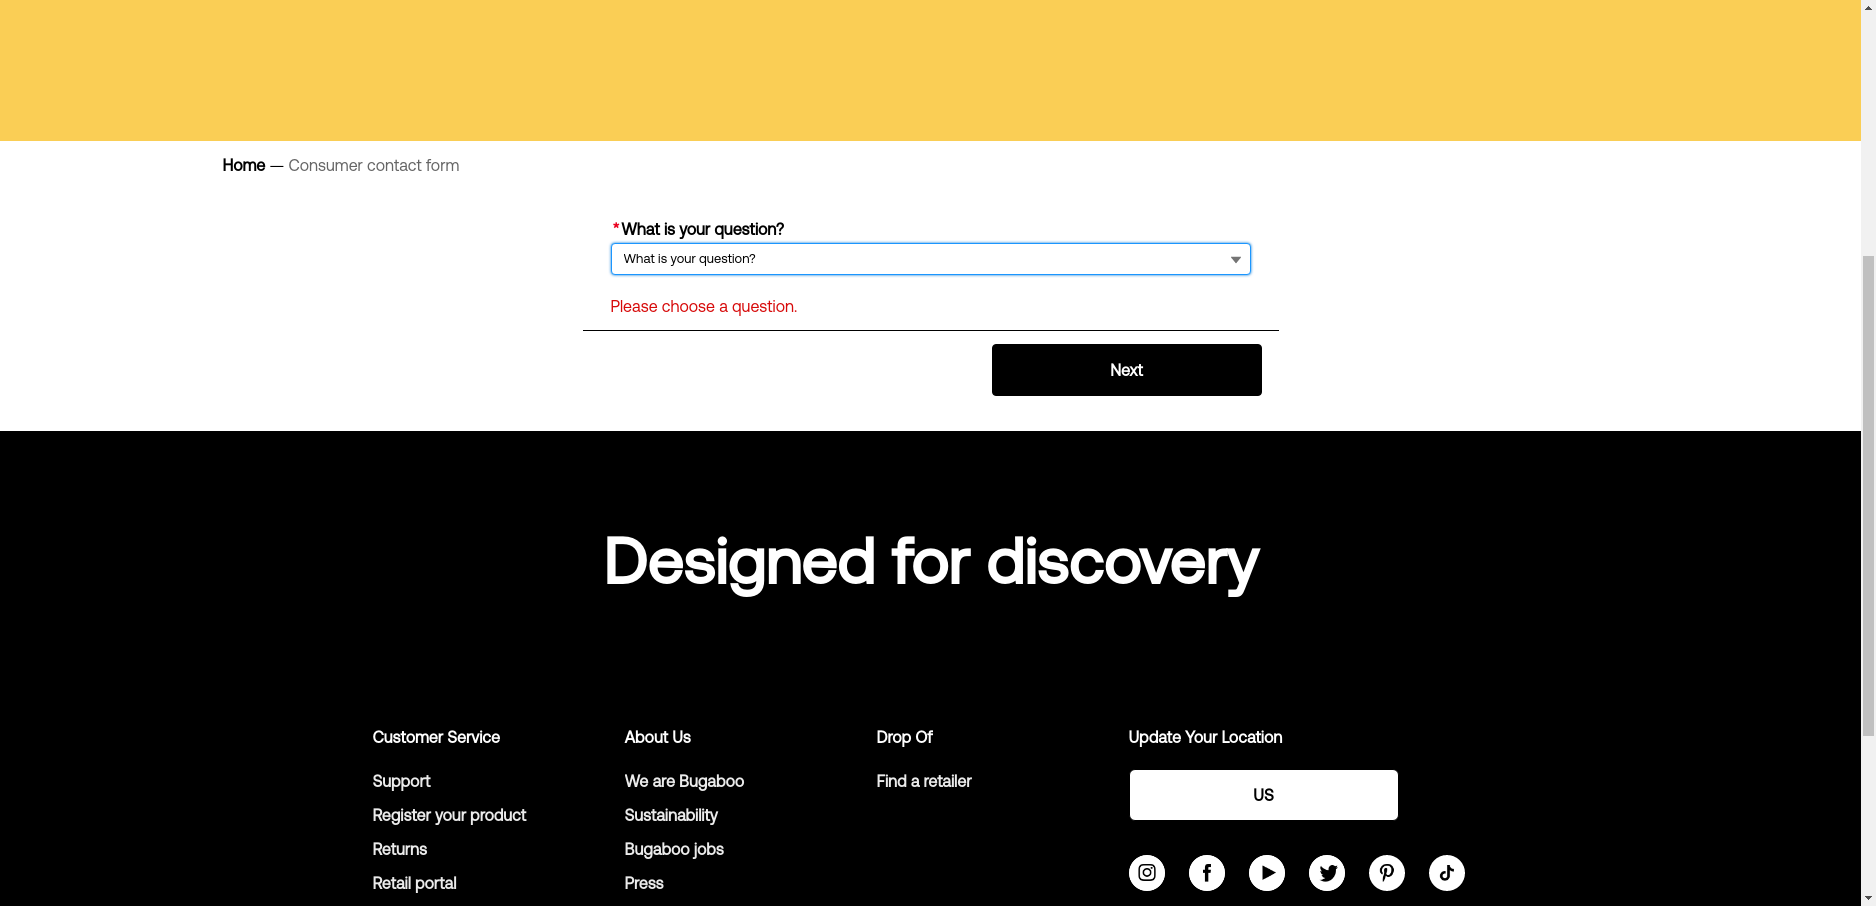 Home — Consumer contact form
*What is your question?
What is your question?
Please choose a question.
Next
Designed for discovery
Customer Service
Support
Register your product
Returns
Retail portal
About Us
We are Bugaboo
Sustainability
Bugaboo jobs
Press
Drop Of
Find a retailer
Update Your Location
US